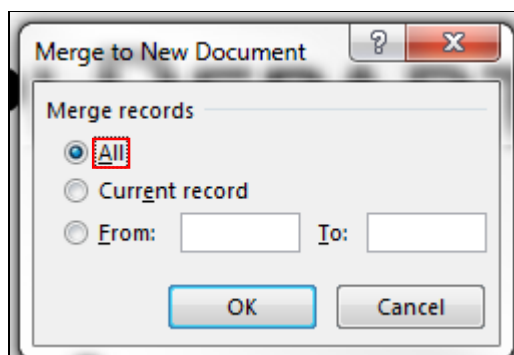 Merge to New Document
Merge records
All
Current record
From: To:
OK Cancel